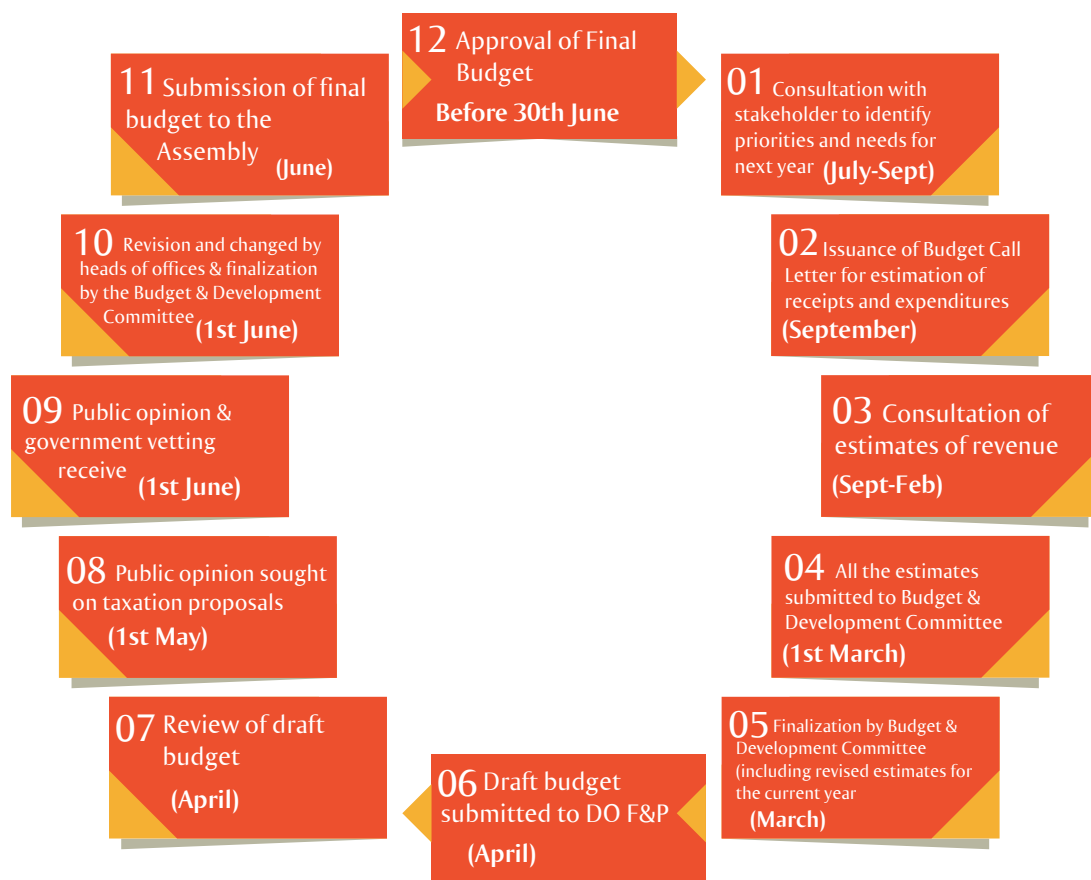 01 Consultation with
stakeholder to identify
priorities and needs for
next year (July-Sept)
02 Issuance of Budget Call
Letter for estimation of
receipts and expenditures
(September)
03 Consultation of
estimates of revenue
(Sept-Feb)
04 All the estimates
submitted to Budget &
Development Committee
(1st March)
05 Finalization by Budget &
Development Committee
(including revised estimates for
the current year
(March)
06 Draft budget
submitted to DO F&P
(April)
07 Review of draft
budget
(April)
08 Public opinion sought
on taxation proposals
(1st May)
09 Public opinion &
government vetting
receive (1st June)
10 Revision and changed by
heads of offices & finalization
by the Budget & Development
Committee (1st June)
11 Submission of final
budget to the
Assembly (June)
12 Approval of Final
Budget
Before 30th June